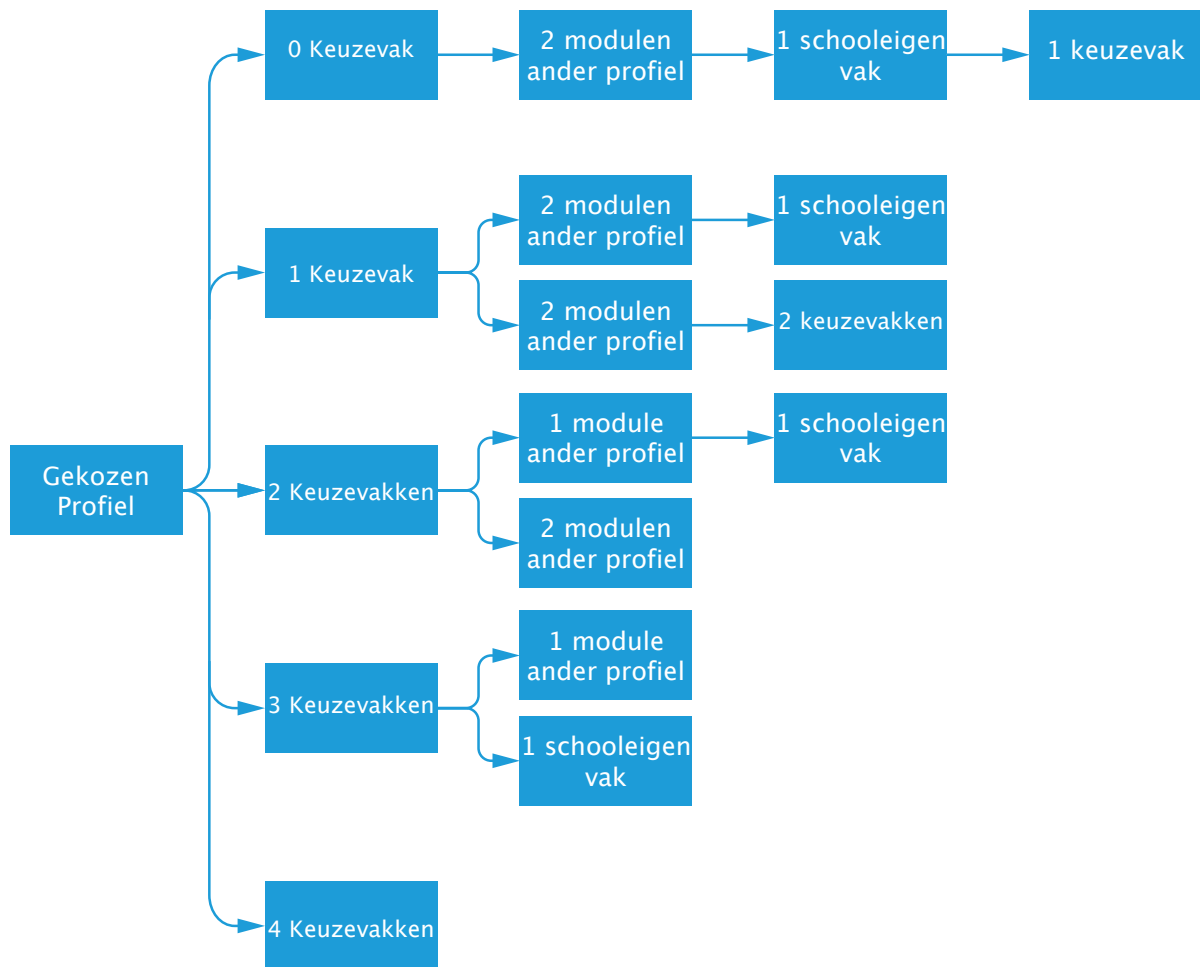 0 Keuzevak
2 modulen
ander profiel
1 schooleigen
vak
1 keuzevak
1 Keuzevak
2 modulen
ander profiel
1 schooleigen
vak
2 modulen
ander profiel
2 keuzevakken
Gekozen
Profiel
2 Keuzevakken
1 module
ander profiel
1 schooleigen
vak
2 modulen
ander profiel
3 Keuzevakken
1 module
ander profiel
1 schooleigen
vak
4 Keuzevakken